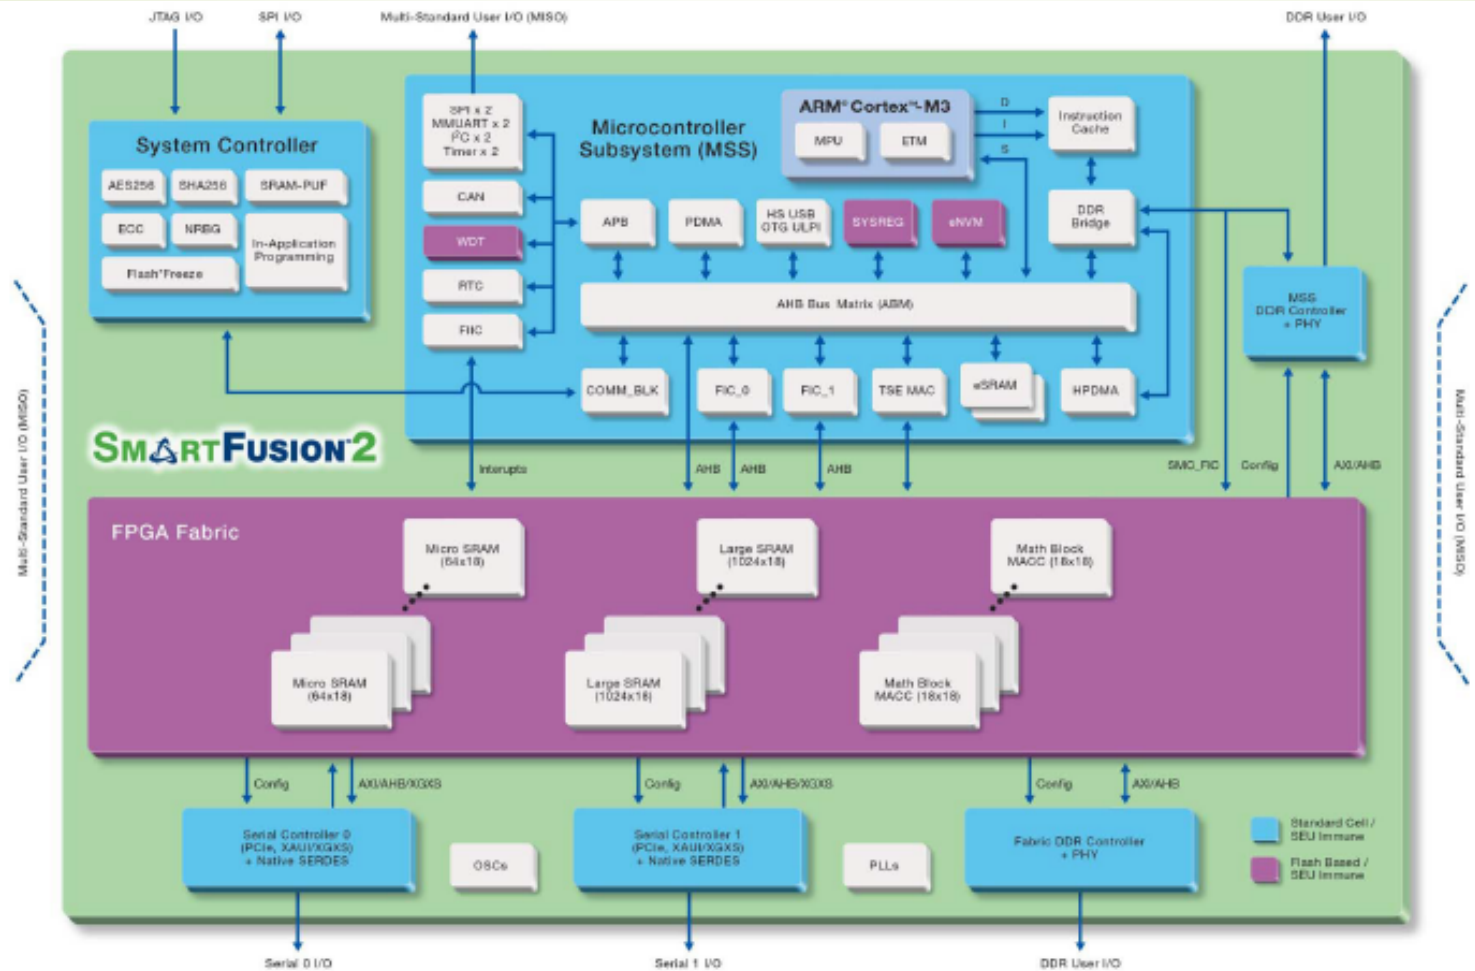 JTAG I/O
SPI I/O
Multi-Standard User I/O (MISO)
DDR User I/O
System Controller
AES256
SHA256
SRAM-PUF
ECC
NRBG
In-Application
Programming
Flash*Freeze
SPI x 2
MMUART x 2
I²C x 2
Timer x 2
CAN
WDT
RTC
FIIC
Microcontroller
Subsystem (MSS)
ARM® Cortex™-M3
MPU
ETM
D
I
S
Instruction
Cache
APB
PDMA
HS USB
OTG ULPI
SYSREG
eNVM
DDR
Bridge
AHB Bus Matrix (ABM)
COMM_BLK
FIC_0
FIC_1
TSE MAC
eSRAM
HPDMA
MSS
DDR Controller
+ PHY
Multi-Standard User I/O (MISO)
Multi-Standard User I/O (MISO)
SMARTFUSION®2
Interupts
AHB
AHB
AHB
SMC_FIC
Config
AXI/AHB
FPGA Fabric
Micro SRAM
(64x18)
Large SRAM
(1024x18)
Math Block
MACC (18x18)
Micro SRAM
(64x18)
Large SRAM
(1024x18)
Math Block
MACC (18x18)
Config
AXI/AHB/XGXS
Config
AXI/AHB/XGXS
Config
AXI/AHB
Serial Controller 0
(PCIe, XAUI/XGXS)
+ Native SERDES
OSCs
Serial Controller 1
(PCIe, XAUI/XGXS)
+ Native SERDES
PLLs
Fabric DDR Controller
+ PHY
Standard Cell /
SEU Immune
Flash Based /
SEU Immune
Serial 0 I/O
Serial 1 I/O
DDR User I/O